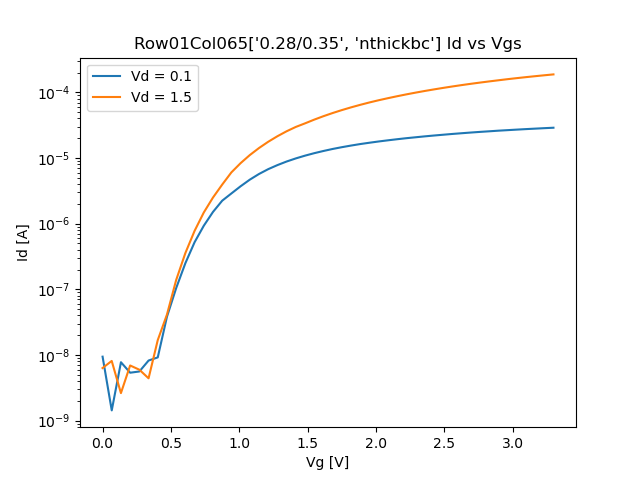 Row01Col065['0.28/0.35', 'nthickbc'] Id vs Vgs
Vd = 0.1
Vd = 1.5
Id [A]
10⁻⁴
10⁻⁵
10⁻⁶
10⁻⁷
10⁻⁸
10⁻⁹
0.0 0.5 1.0 1.5 2.0 2.5 3.0
Vg [V]